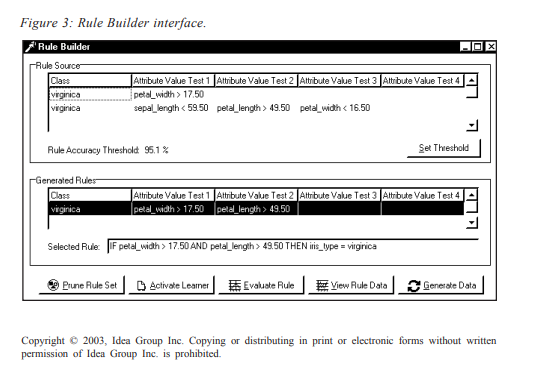 Figure 3: Rule Builder interface.
Rule Builder
Rule Source
Class Attribute Value Test 1 Attribute Value Test 2 Attribute Value Test 3 Attribute Value Test 4
virginica petal_width > 17.50
virginica sepal_length < 59.50 petal_length > 49.50 petal_width < 16.50
Rule Accuracy Threshold: 95.1 % Set Threshold
Generated Rules
Class Attribute Value Test 1 Attribute Value Test 2 Attribute Value Test 3 Attribute Value Test 4
virginica petal_width > 17.50 petal_length > 49.50
Selected Rule: IF petal_width > 17.50 AND petal_length > 49.50 THEN iris_type = virginica
Prune Rule Set Activate Learner Evaluate Rule View Rule Data Generate Data
Copyright © 2003, Idea Group Inc. Copying or distributing in print or electronic forms without written
permission of Idea Group Inc. is prohibited.